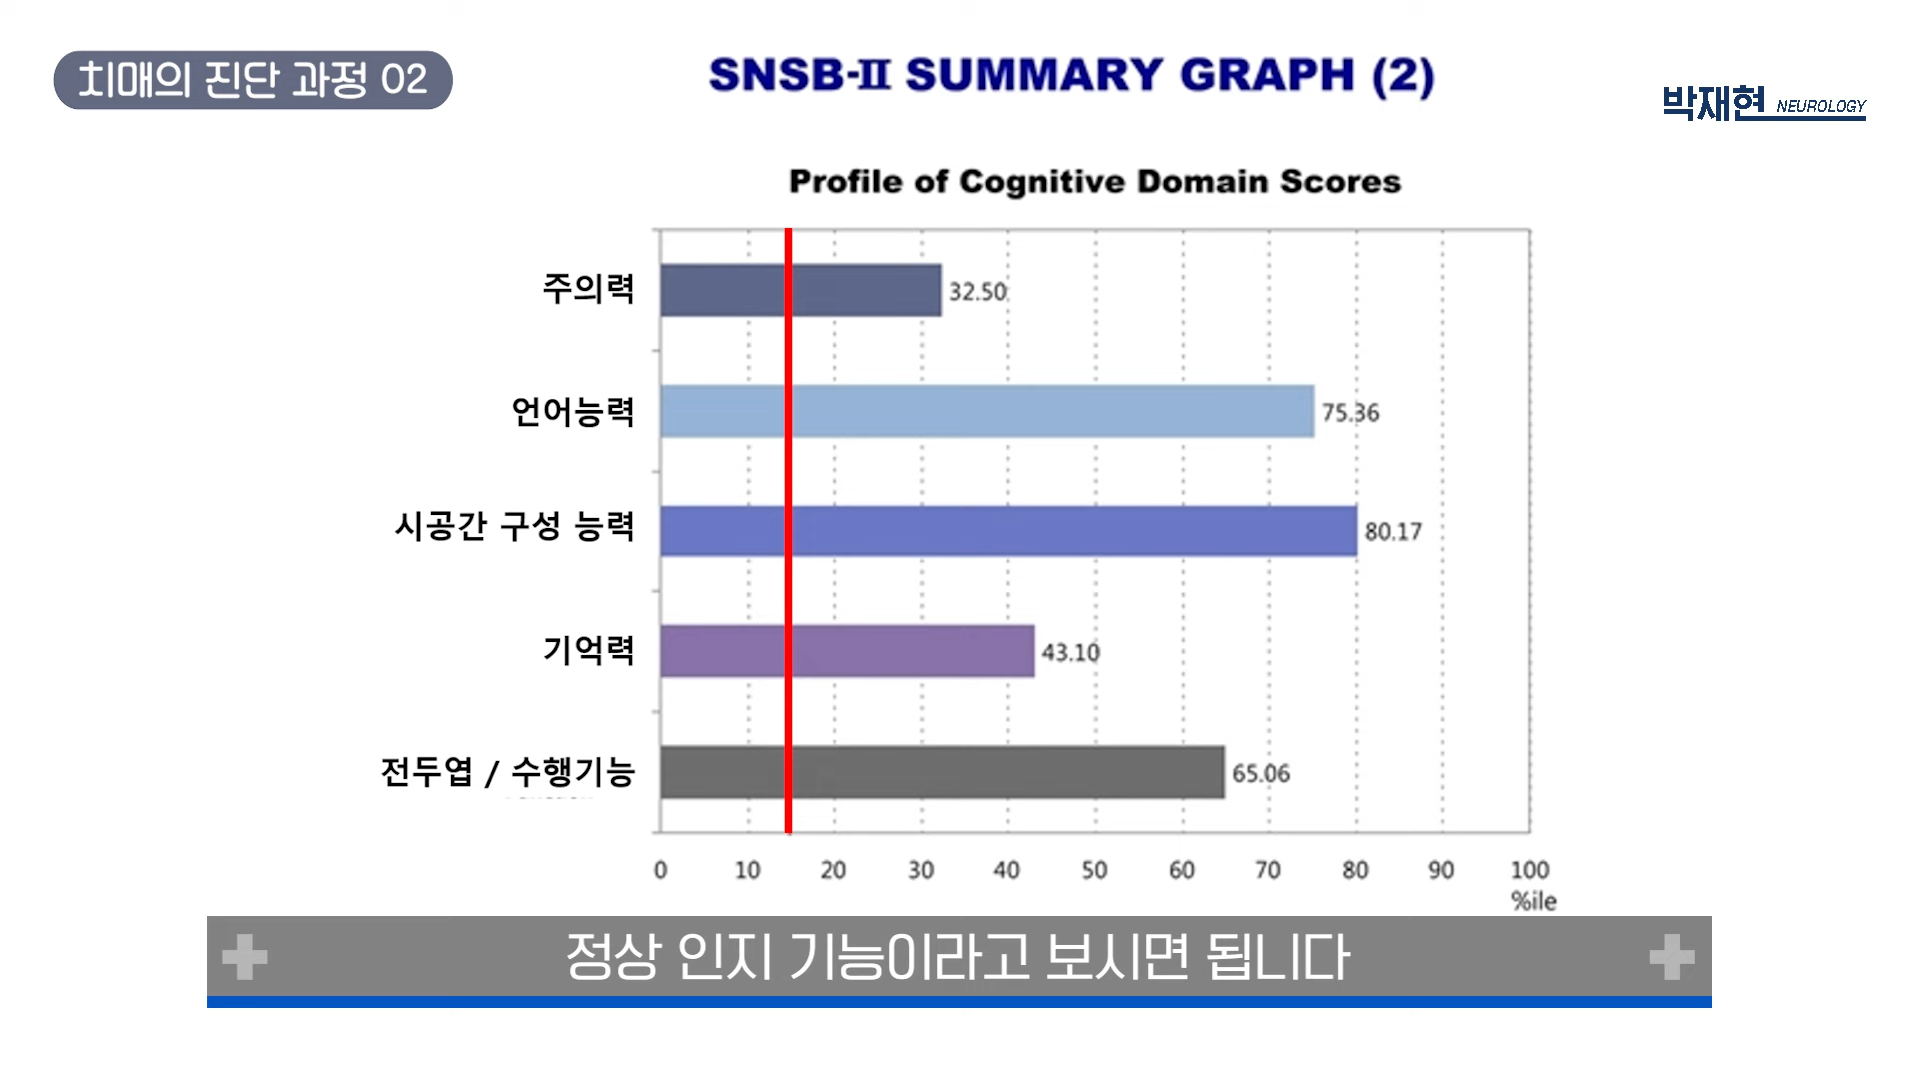 치매의 진단 과정 02
SNSB-II SUMMARY GRAPH (2)
박재현 NEUROLOGY
Profile of Cognitive Domain Scores
주의력
32.50
언어능력
75.36
시공간 구성 능력
80.17
기억력
43.10
전두엽 / 수행기능
65.06
0 10 20 30 40 50 60 70 80 90 100
%ile
정상 인지 기능이라고 보시면 됩니다